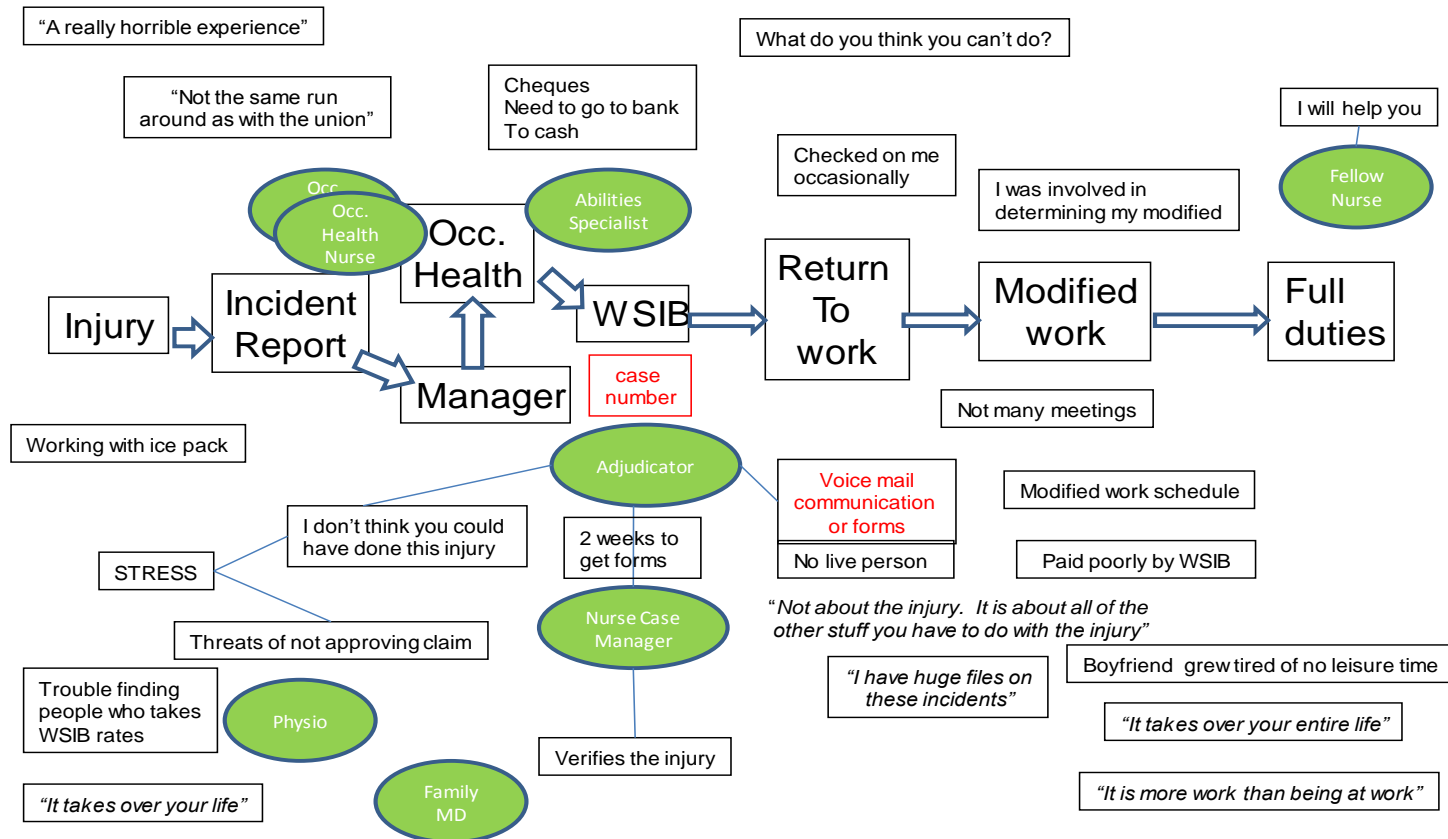 “A really horrible experience”
What do you think you can’t do?
“Not the same run
around as with the union”
Cheques
Need to go to bank
To cash
I will help you
Checked on me
occasionally
I was involved in
determining my modified
Fellow
Nurse
Occ.
Occ.
Health
Nurse
Abilities
Specialist
Injury
Incident
Report
Manager
Occ.
Health
WSIB
Return
To
work
Modified
work
Full
duties
case
number
Not many meetings
Working with ice pack
Adjudicator
Voice mail
communication
or forms
No live person
Modified work schedule
I don’t think you could
have done this injury
2 weeks to
get forms
STRESS
Paid poorly by WSIB
Nurse Case
Manager
“Not about the injury. It is about all of the
other stuff you have to do with the injury”
Threats of not approving claim
Boyfriend grew tired of no leisure time
“I have huge files on
these incidents”
Trouble finding
people who takes
WSIB rates
Physio
“It takes over your entire life”
Verifies the injury
“It takes over your life”
Family
MD
“It is more work than being at work”